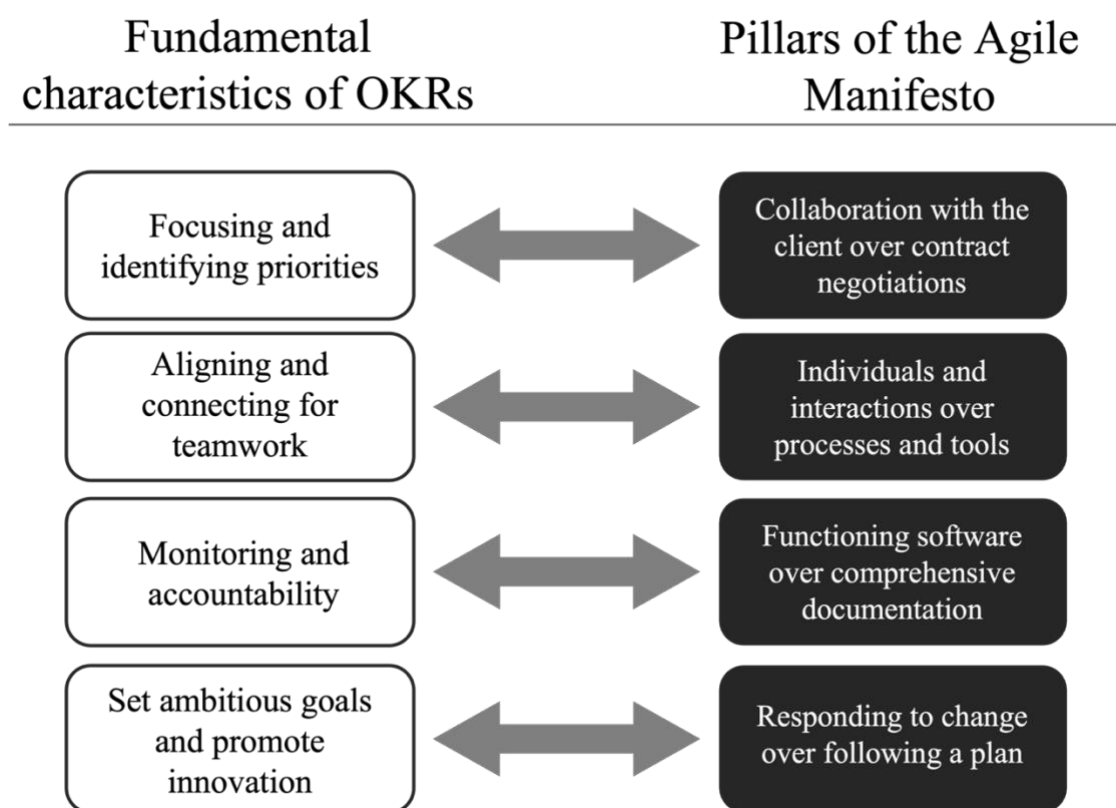 Fundamental
characteristics of OKRs
Pillars of the Agile
Manifesto
Focusing and
identifying priorities
Collaboration with the
client over contract
negotiations
Aligning and
connecting for
teamwork
Individuals and
interactions over
processes and tools
Monitoring and
accountability
Functioning software
over comprehensive
documentation
Set ambitious goals
and promote
innovation
Responding to change
over following a plan